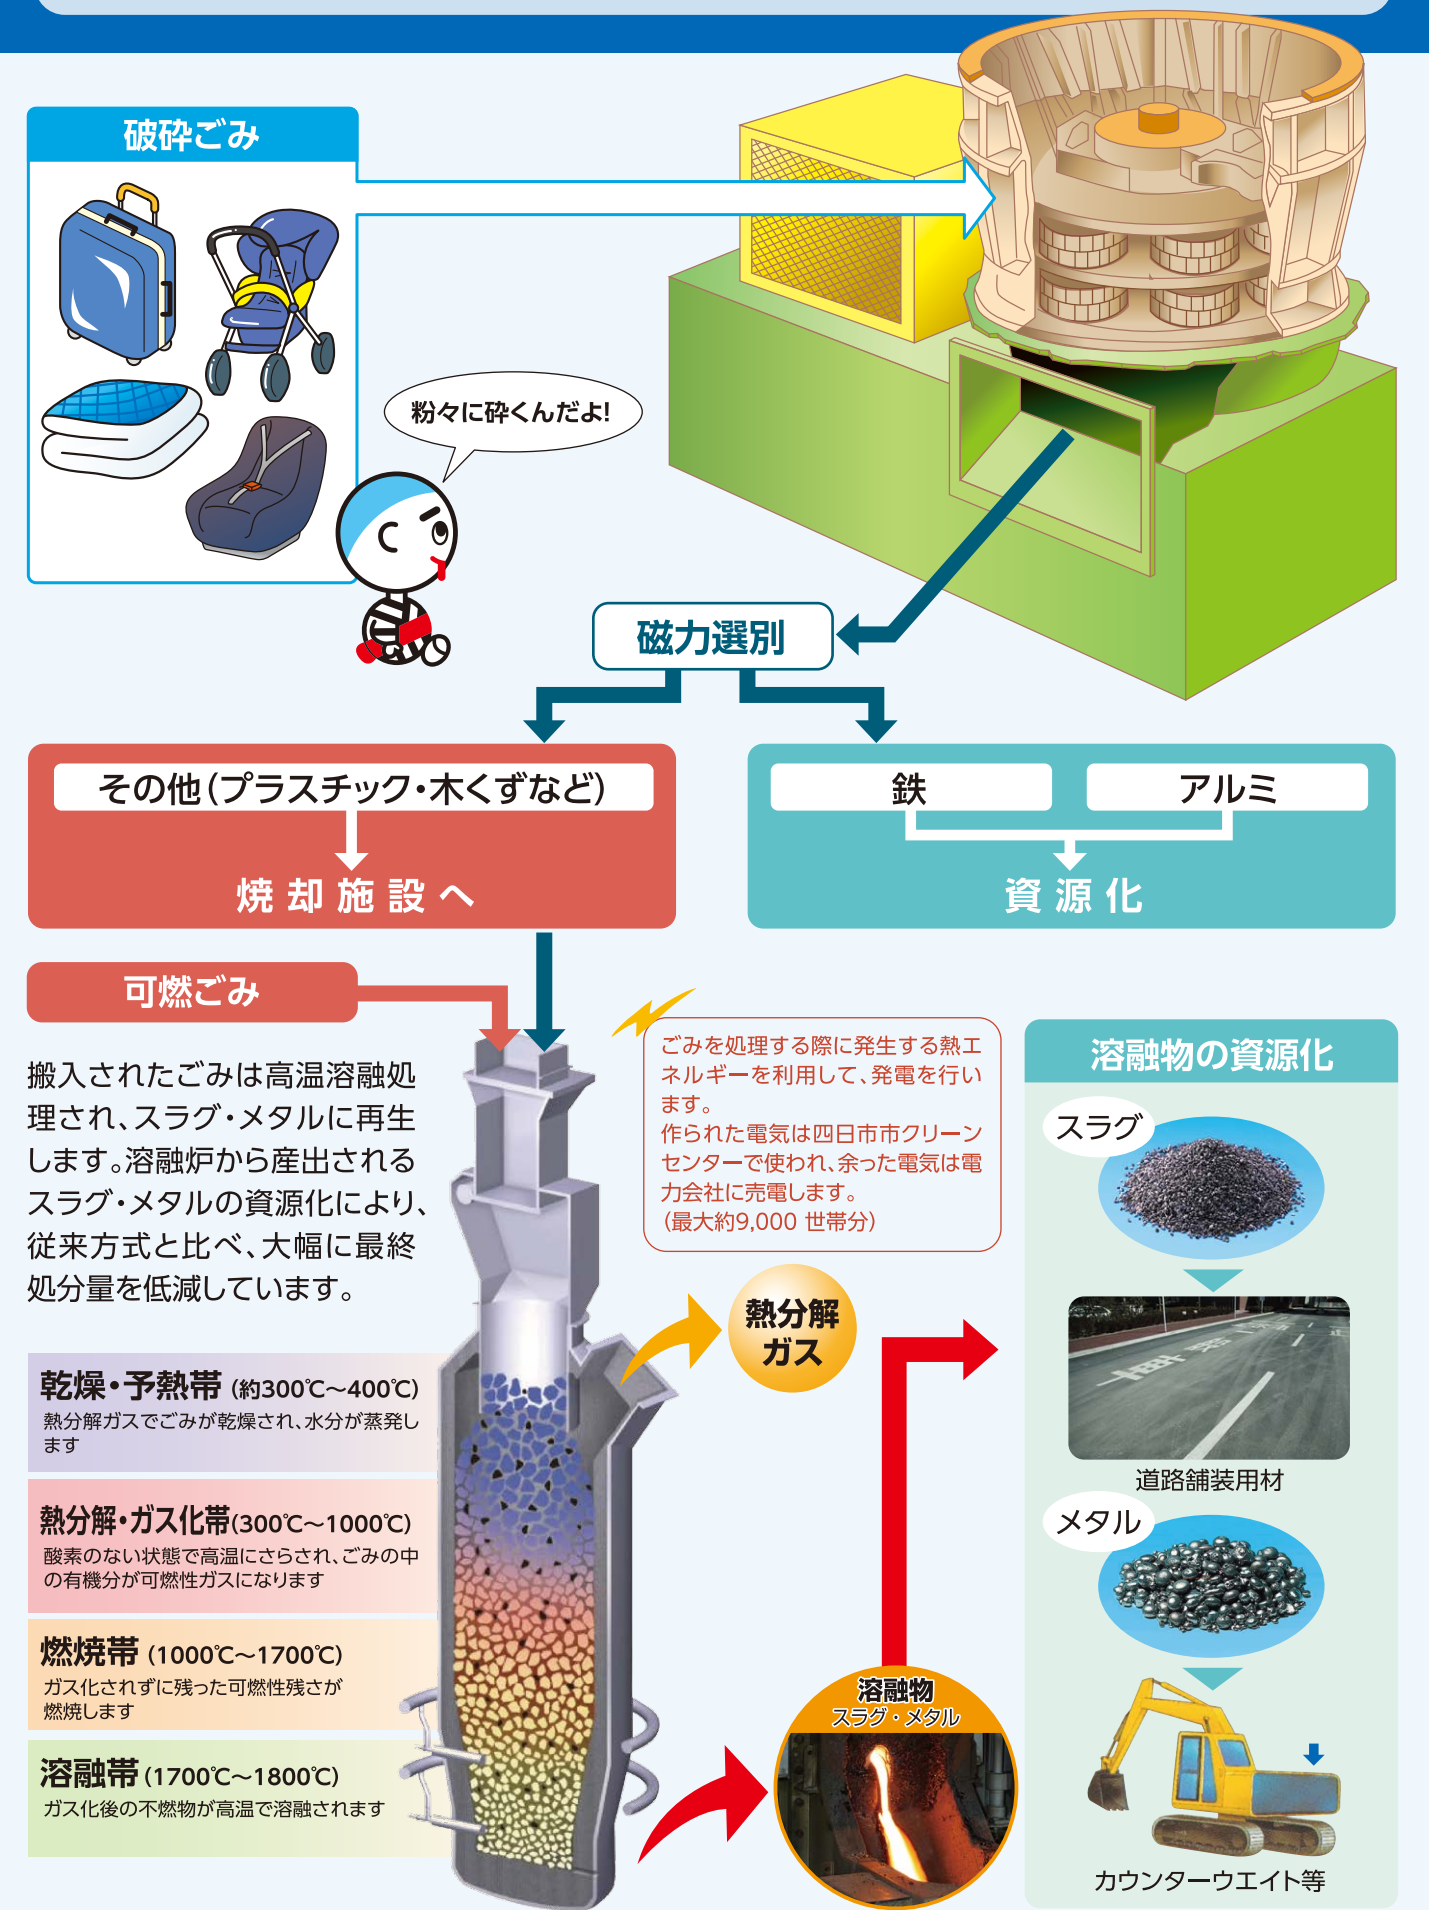 破砕ごみ
粉々に砕くんだよ!
磁力選別
その他(プラスチック・木くずなど)
焼却施設へ
鉄
アルミ
資源化
可燃ごみ
搬入されたごみは高温溶融処
理され、スラグ・メタルに再生
します。溶融炉から産出される
スラグ・メタルの資源化により、
従来方式と比べ、大幅に最終
処分量を低減しています。
ごみを処理する際に発生する熱エ
ネルギーを利用して、発電を行い
ます。
作られた電気は四日市市クリーン
センターで使われ、余った電気は電
力会社に売電します。
(最大約9,000 世帯分)
熱分解
ガス
乾燥・予熱帯 (約300℃~400℃)
熱分解ガスでごみが乾燥され、水分が蒸発し
ます
熱分解・ガス化帯(300℃~1000℃)
酸素のない状態で高温にさらされ、ごみの中
の有機分が可燃性ガスになります
燃焼帯 (1000℃~1700℃)
ガス化されずに残った可燃性残さが
燃焼します
溶融帯 (1700℃~1800℃)
ガス化後の不燃物が高温で溶融されます
溶融物
スラグ・メタル
溶融物の資源化
スラグ
道路舗装用材
メタル
カウンターウエイト等